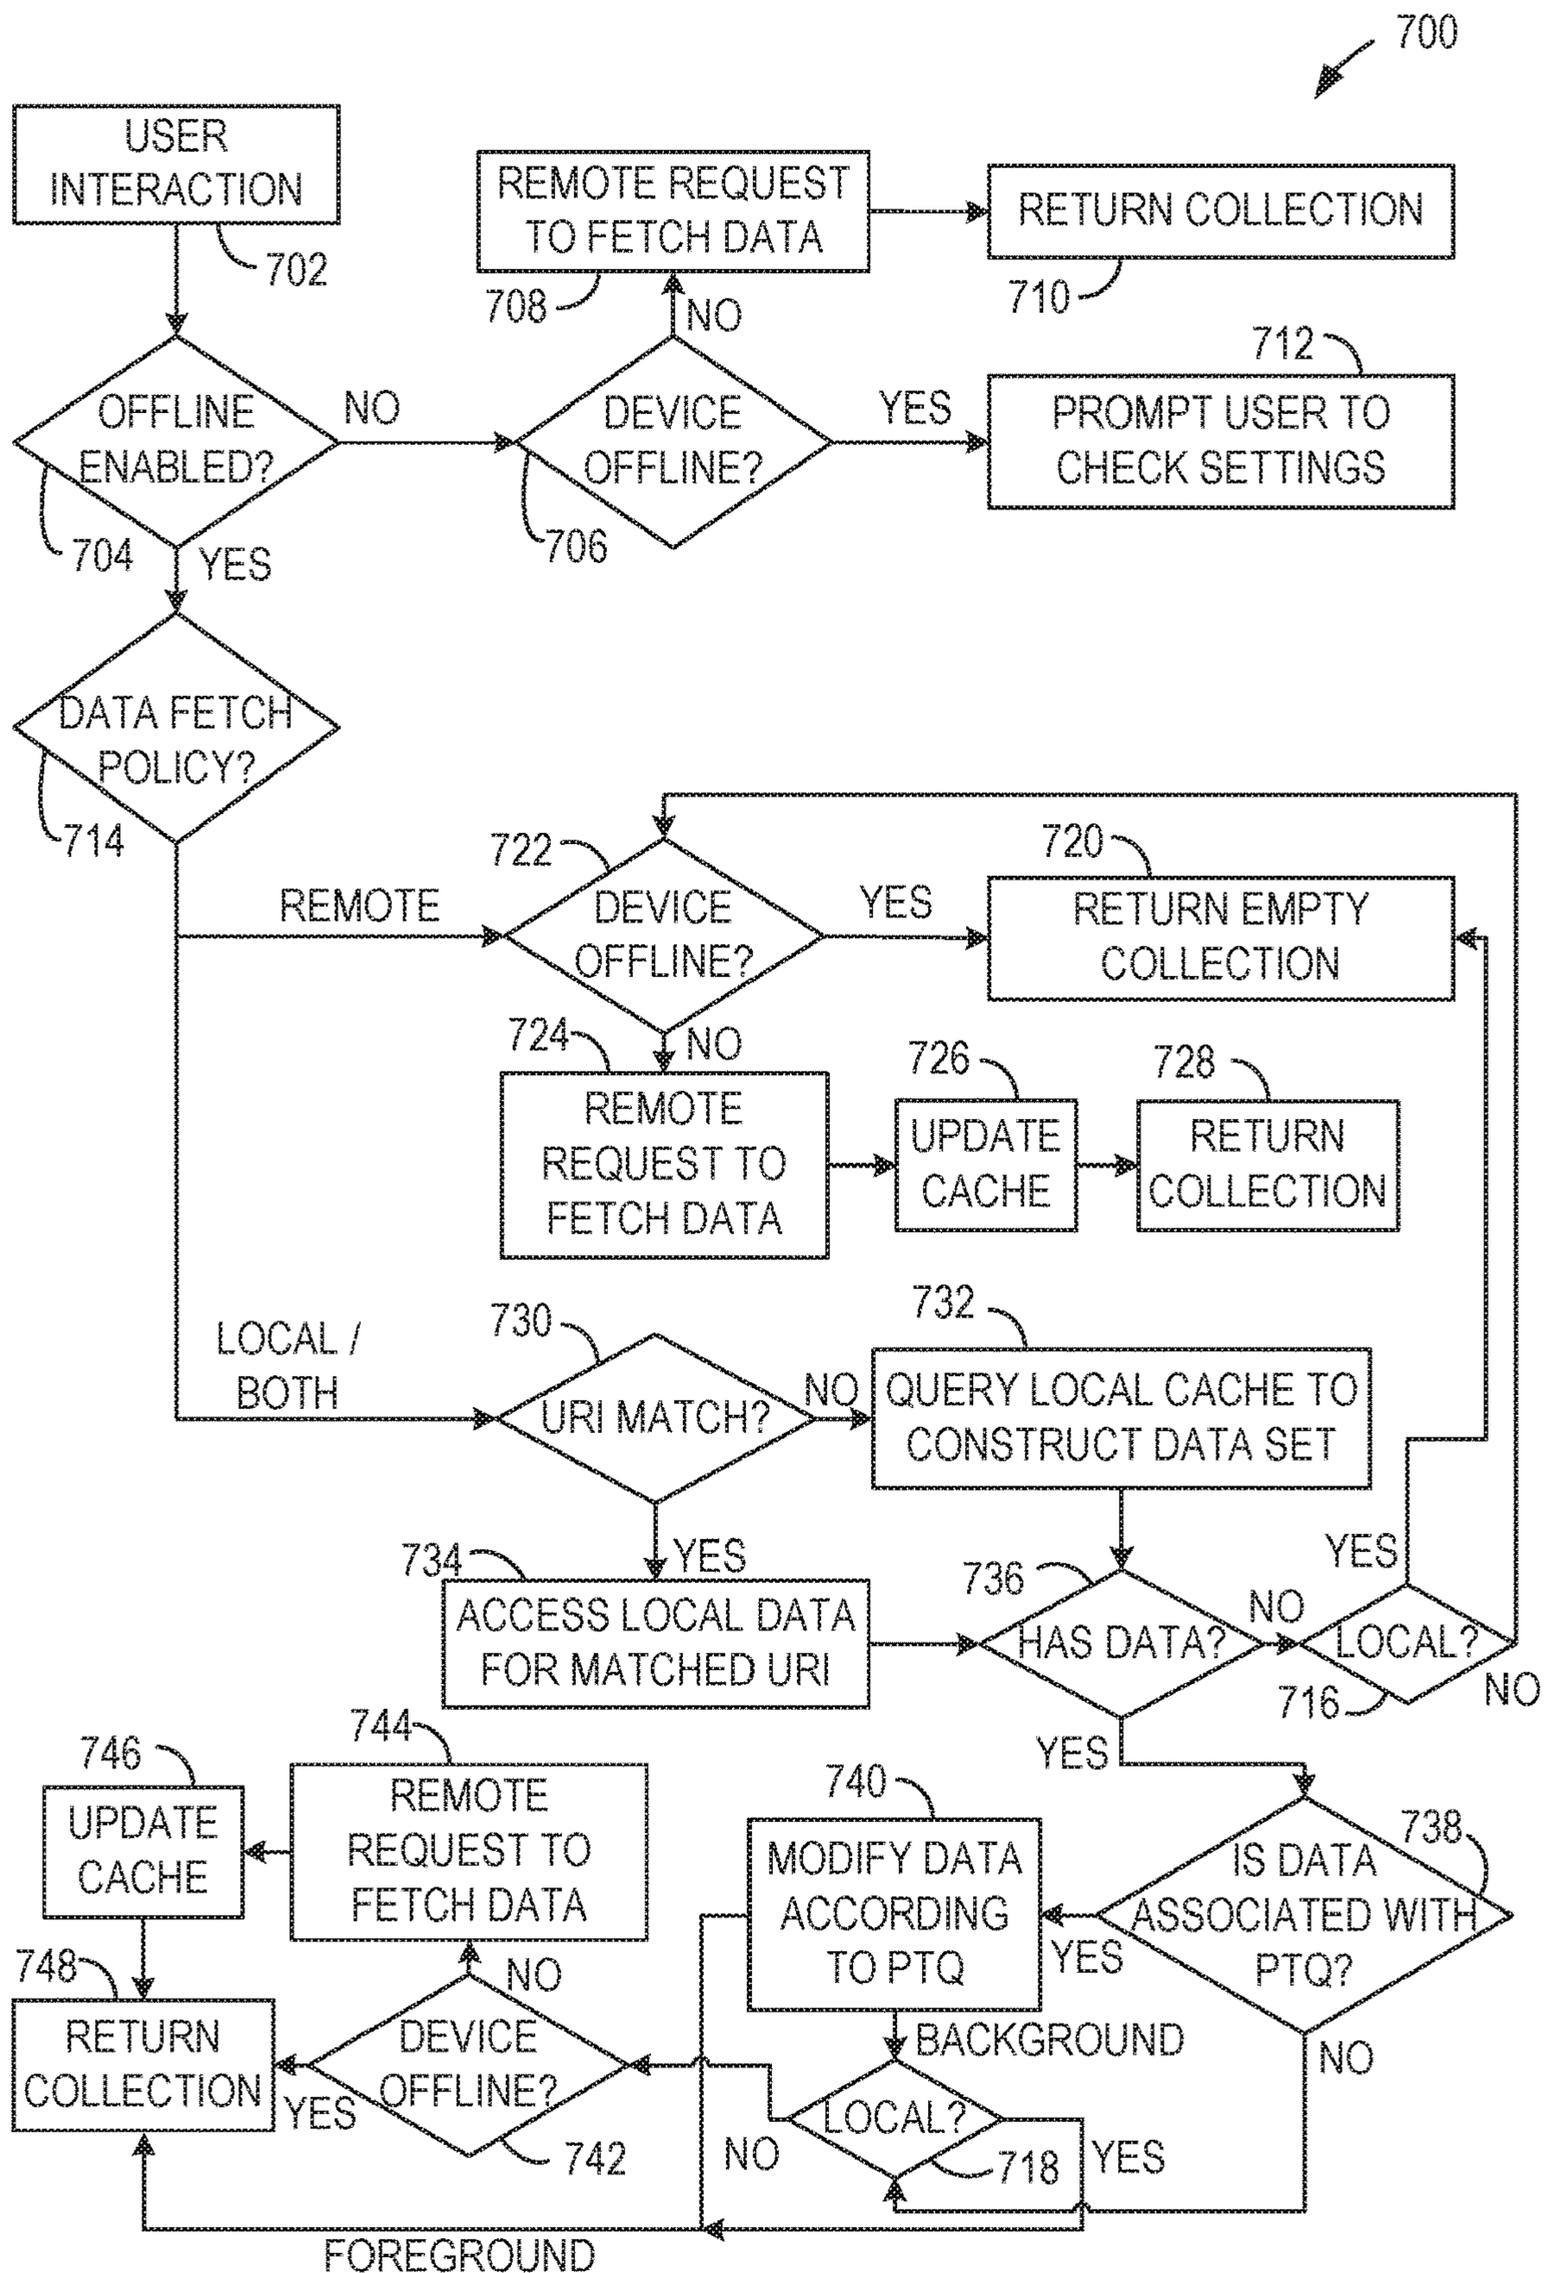 700
USER
INTERACTION
702
REMOTE REQUEST
TO FETCH DATA
708
RETURN COLLECTION
710
NO
712
OFFLINE
ENABLED?
704
NO
DEVICE
OFFLINE?
706
YES
PROMPT USER TO
CHECK SETTINGS
YES
DATA FETCH
POLICY?
714
REMOTE
722
DEVICE
OFFLINE?
YES
720
RETURN EMPTY
COLLECTION
NO
724
REMOTE
REQUEST TO
FETCH DATA
726
UPDATE
CACHE
728
RETURN
COLLECTION
LOCAL /
BOTH
730
URI MATCH?
NO
732
QUERY LOCAL CACHE TO
CONSTRUCT DATA SET
YES
734
ACCESS LOCAL DATA
FOR MATCHED URI
736
HAS DATA?
NO
YES
LOCAL?
716
NO
YES
738
IS DATA
ASSOCIATED WITH
PTQ?
YES
NO
740
MODIFY DATA
ACCORDING
TO PTQ
BACKGROUND
LOCAL?
718
NO
YES
744
REMOTE
REQUEST TO
FETCH DATA
746
UPDATE
CACHE
NO
DEVICE
OFFLINE?
742
YES
748
RETURN
COLLECTION
FOREGROUND